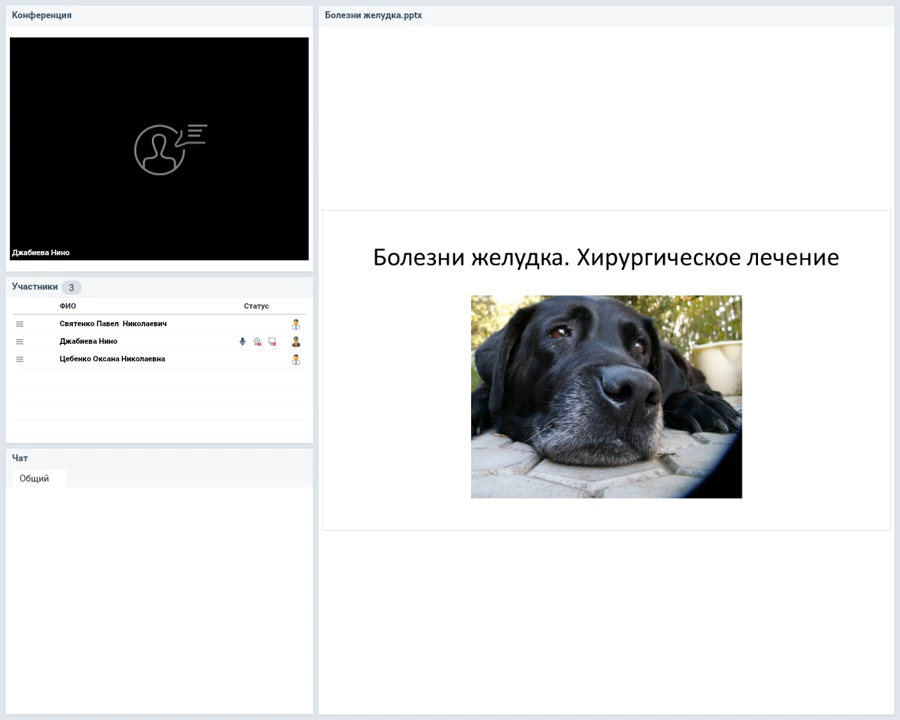 Конференция
Джабиева Нино
Участники 3
ФИО Статус
Святенко Павел Николаевич
Джабиева Нино
Цебенко Оксана Николаевна
Чат
Общий
Болезни желудка.pptx
Болезни желудка. Хирургическое лечение